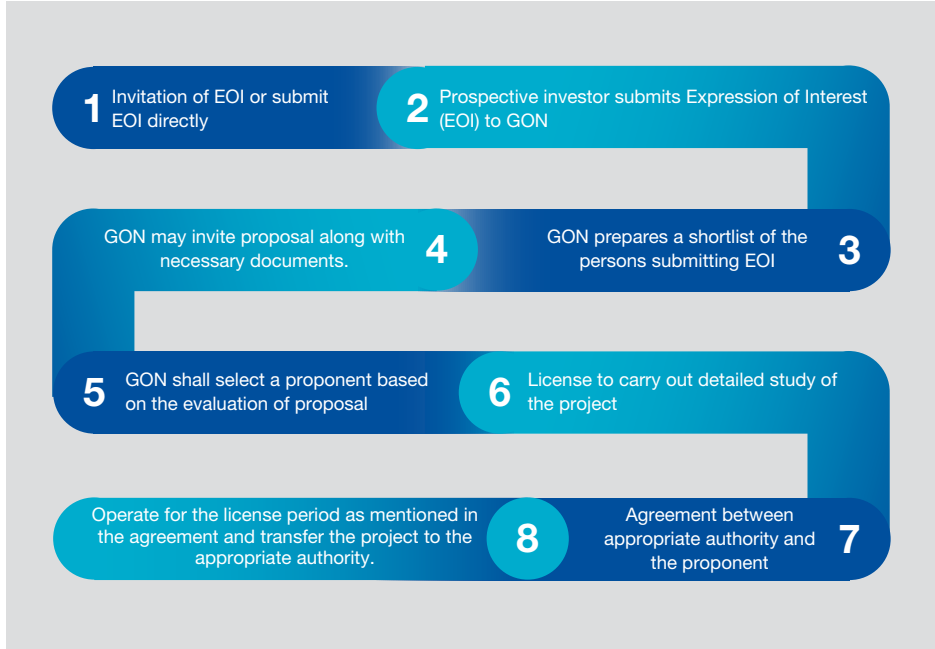 1
Invitation of EOI or submit
EOI directly
2
Prospective investor submits Expression of Interest
(EOI) to GON
3
GON prepares a shortlist of the
persons submitting EOI
4
GON may invite proposal along with
necessary documents.
5
GON shall select a proponent based
on the evaluation of proposal
6
License to carry out detailed study of
the project
7
Agreement between
appropriate authority and
the proponent
8
Operate for the license period as mentioned in
the agreement and transfer the project to the
appropriate authority.